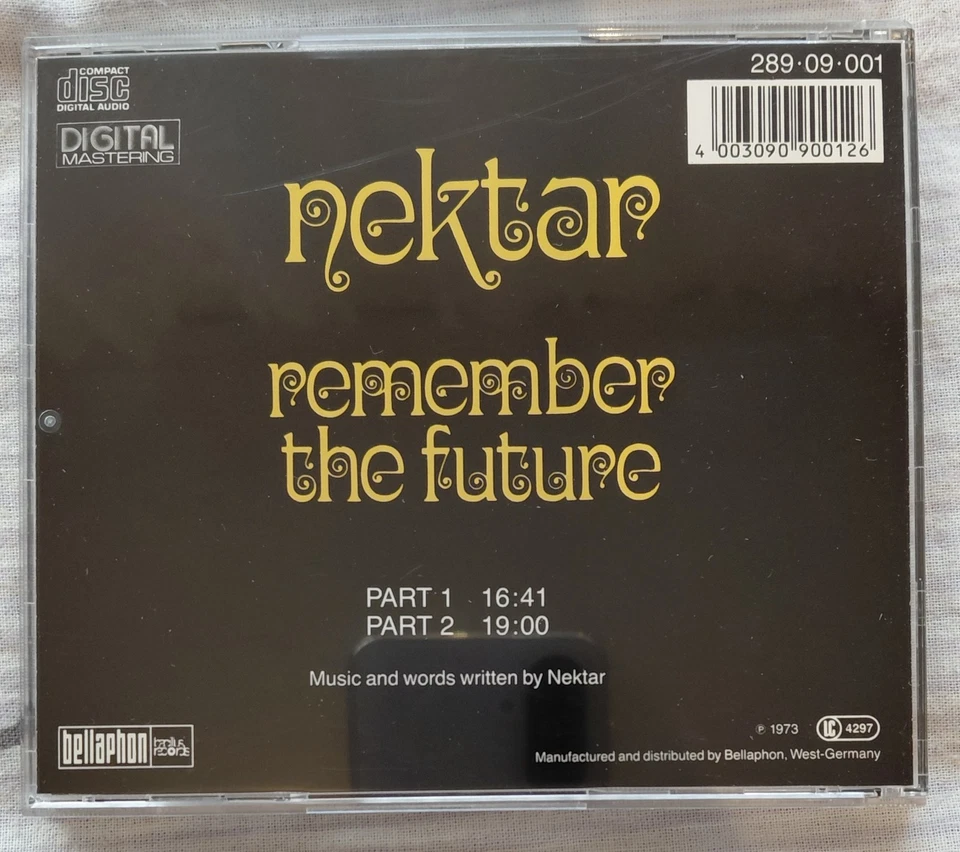 COMPACT
disc
DIGITAL AUDIO
DIGITAL
MASTERING
289·09·001
4 003090 900126
nektar
remember
the future
PART 1 16:41
PART 2 19:00
Music and words written by Nektar
bellaphon
bacillus
records
℗ 1973 LC 4297
Manufactured and distributed by Bellaphon, West-Germany